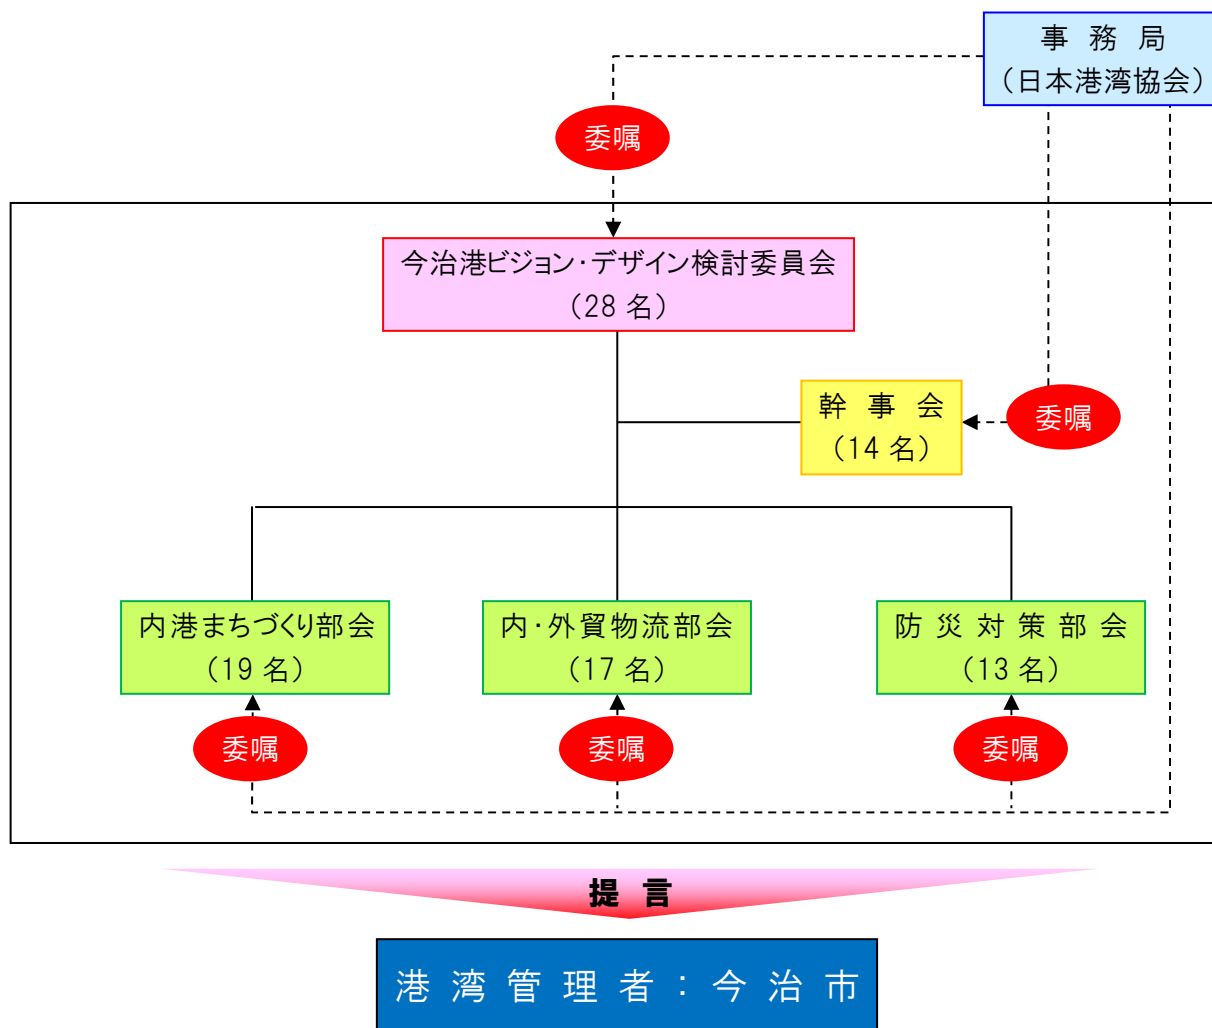 事 務 局
（日本港湾協会）
委嘱
今治港ビジョン・デザイン検討委員会
（28 名）
幹 事 会
（14 名）
委嘱
内港まちづくり部会
（19 名）
内・外貿物流部会
（17 名）
防 災 対 策 部 会
（13 名）
委嘱
委嘱
委嘱
提 言
港 湾 管 理 者 ： 今 治 市